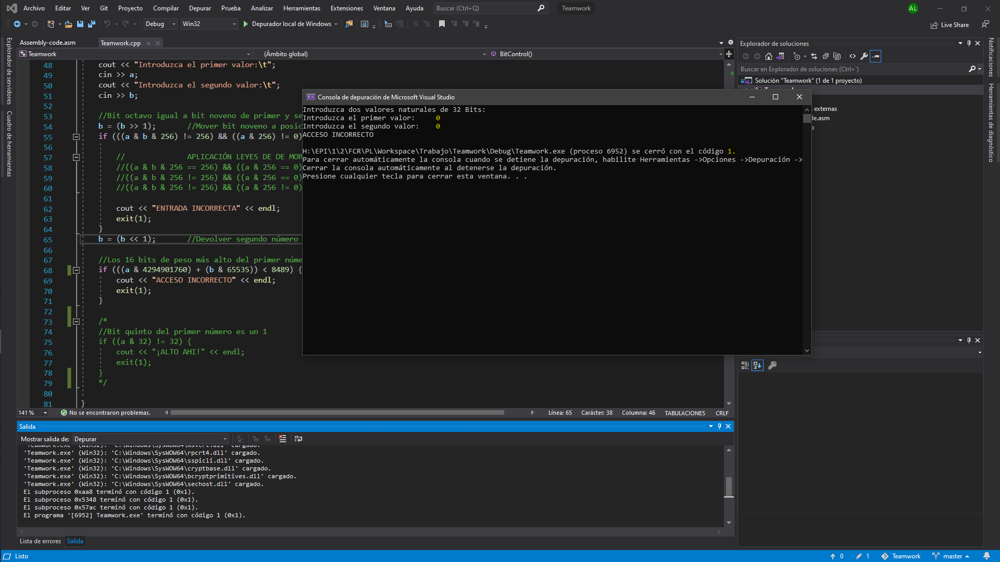 Archivo Editar Ver Git Proyecto Compilar Depurar Prueba Analizar Herramientas Extensiones Ventana Ayuda Buscar (Ctrl+Q) Teamwork AL
Debug Win32 Depurador local de Windows Live Share
Explorador de servidores
Cuadro de herramientas
Assembly-code.asm Teamwork.cpp
Teamwork (Ámbito global) BitControl()
48 cout << "Introduzca el primer valor:\t";
49 cin >> a;
50 cout << "Introduzca el segundo valor:\t";
51 cin >> b;
52
53 //Bit octavo igual a bit noveno de primer y se
54 b = (b >> 1); //Mover bit noveno a posic
55 if (((a & b & 256) != 256) && ((a & 256) != 0)
56
57 // APLICACIÓN LEYES DE DE MOR
58 //((a & b & 256 == 256) && ((a & 256 == 0)
59 //((a & b & 256 != 256) && ((a & 256 == 0)
60 //((a & b & 256 != 256) && ((a & 256 != 0)
61
62 cout << "ENTRADA INCORRECTA" << endl;
63 exit(1);
64 }
65 b = (b << 1); //Devolver segundo número
66
67 //Los 16 bits de peso más alto del primer núme
68 if (((a & 4294901760) + (b & 65535)) < 8489) {
69 cout << "ACCESO INCORRECTO" << endl;
70 exit(1);
71 }
72
73 /*
74 //Bit quinto del primer número es un 1
75 if ((a & 32) != 32) {
76 cout << "¡ALTO AHI!" << endl;
77 exit(1);
78 }
79 */
80
81 }
141 % No se encontraron problemas. Línea: 65 Carácter: 38 Columna: 46 TABULACIONES CRLF
Consola de depuración de Microsoft Visual Studio
Introduzca dos valores naturales de 32 Bits:
Introduzca el primer valor: 0
Introduzca el segundo valor: 0
ACCESO INCORRECTO
H:\EPI\1\2\FCR\PL\Workspace\Trabajo\Teamwork\Debug\Teamwork.exe (proceso 6952) se cerró con el código 1.
Para cerrar automáticamente la consola cuando se detiene la depuración, habilite Herramientas ->Opciones ->Depuración ->
Cerrar la consola automáticamente al detenerse la depuración.
Presione cualquier tecla para cerrar esta ventana. . .
Explorador de soluciones
Buscar en Explorador de soluciones (Ctrl+`)
Solución "Teamwork" (1 de 1 proyecto)
s externas
de.asm
p
Notificaciones
Herramientas de diagnóstico
Salida
Mostrar salida de: Depurar
'Teamwork.exe' (Win32): 'C:\Windows\SysWOW64\msvcrt.dll' cargado.
'Teamwork.exe' (Win32): 'C:\Windows\SysWOW64\rpcrt4.dll' cargado.
'Teamwork.exe' (Win32): 'C:\Windows\SysWOW64\sspicli.dll' cargado.
'Teamwork.exe' (Win32): 'C:\Windows\SysWOW64\cryptbase.dll' cargado.
'Teamwork.exe' (Win32): 'C:\Windows\SysWOW64\bcryptprimitives.dll' cargado.
'Teamwork.exe' (Win32): 'C:\Windows\SysWOW64\sechost.dll' cargado.
El subproceso 0xaa8 terminó con código 1 (0x1).
El subproceso 0x5348 terminó con código 1 (0x1).
El subproceso 0x57ac terminó con código 1 (0x1).
El programa '[6952] Teamwork.exe' terminó con código 1 (0x1).
Lista de errores Salida
Listo 0 1 Teamwork master